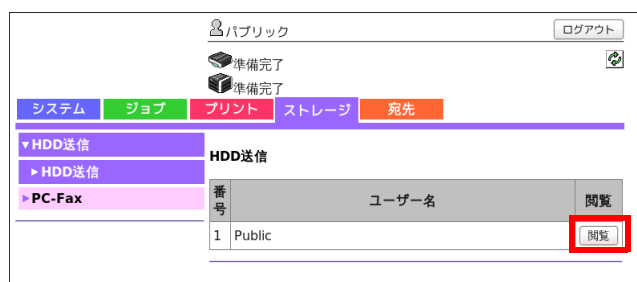 パブリック
ログアウト
準備完了
準備完了
システム ジョブ プリント ストレージ 宛先
▼HDD送信
▶HDD送信
▶PC-Fax
HDD送信
番号 ユーザー名 閲覧
1 Public 閲覧